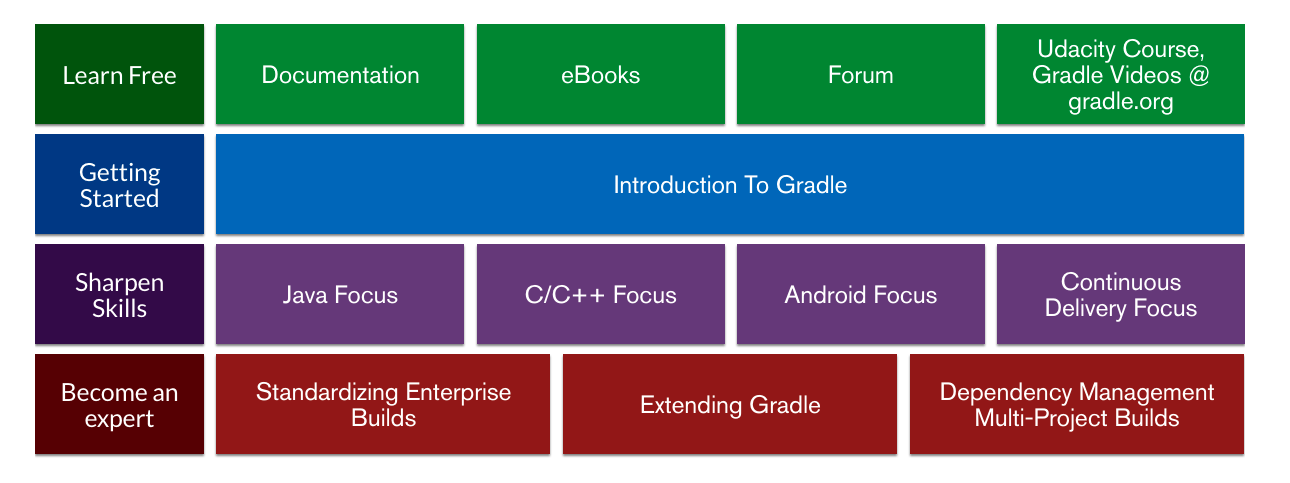 Learn Free
Documentation
eBooks
Forum
Udacity Course,
Gradle Videos @
gradle.org
Getting
Started
Introduction To Gradle
Sharpen
Skills
Java Focus
C/C++ Focus
Android Focus
Continuous
Delivery Focus
Become an
expert
Standardizing Enterprise
Builds
Extending Gradle
Dependency Management
Multi-Project Builds